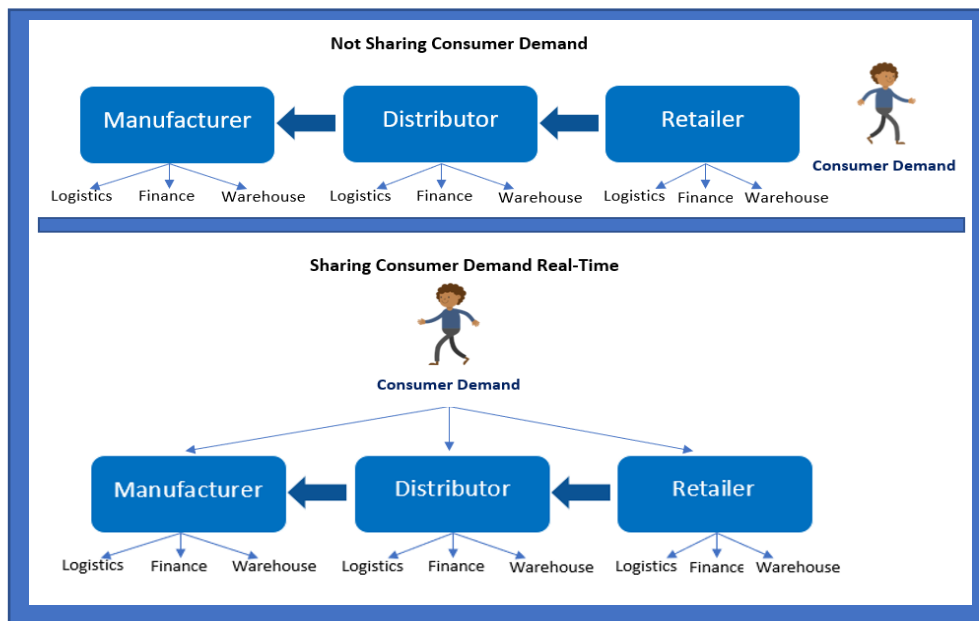 Not Sharing Consumer Demand
Manufacturer
Distributor
Retailer
Consumer Demand
Logistics Finance Warehouse
Logistics Finance Warehouse
Logistics Finance Warehouse
Sharing Consumer Demand Real-Time
Consumer Demand
Manufacturer
Distributor
Retailer
Logistics Finance Warehouse
Logistics Finance Warehouse
Logistics Finance Warehouse